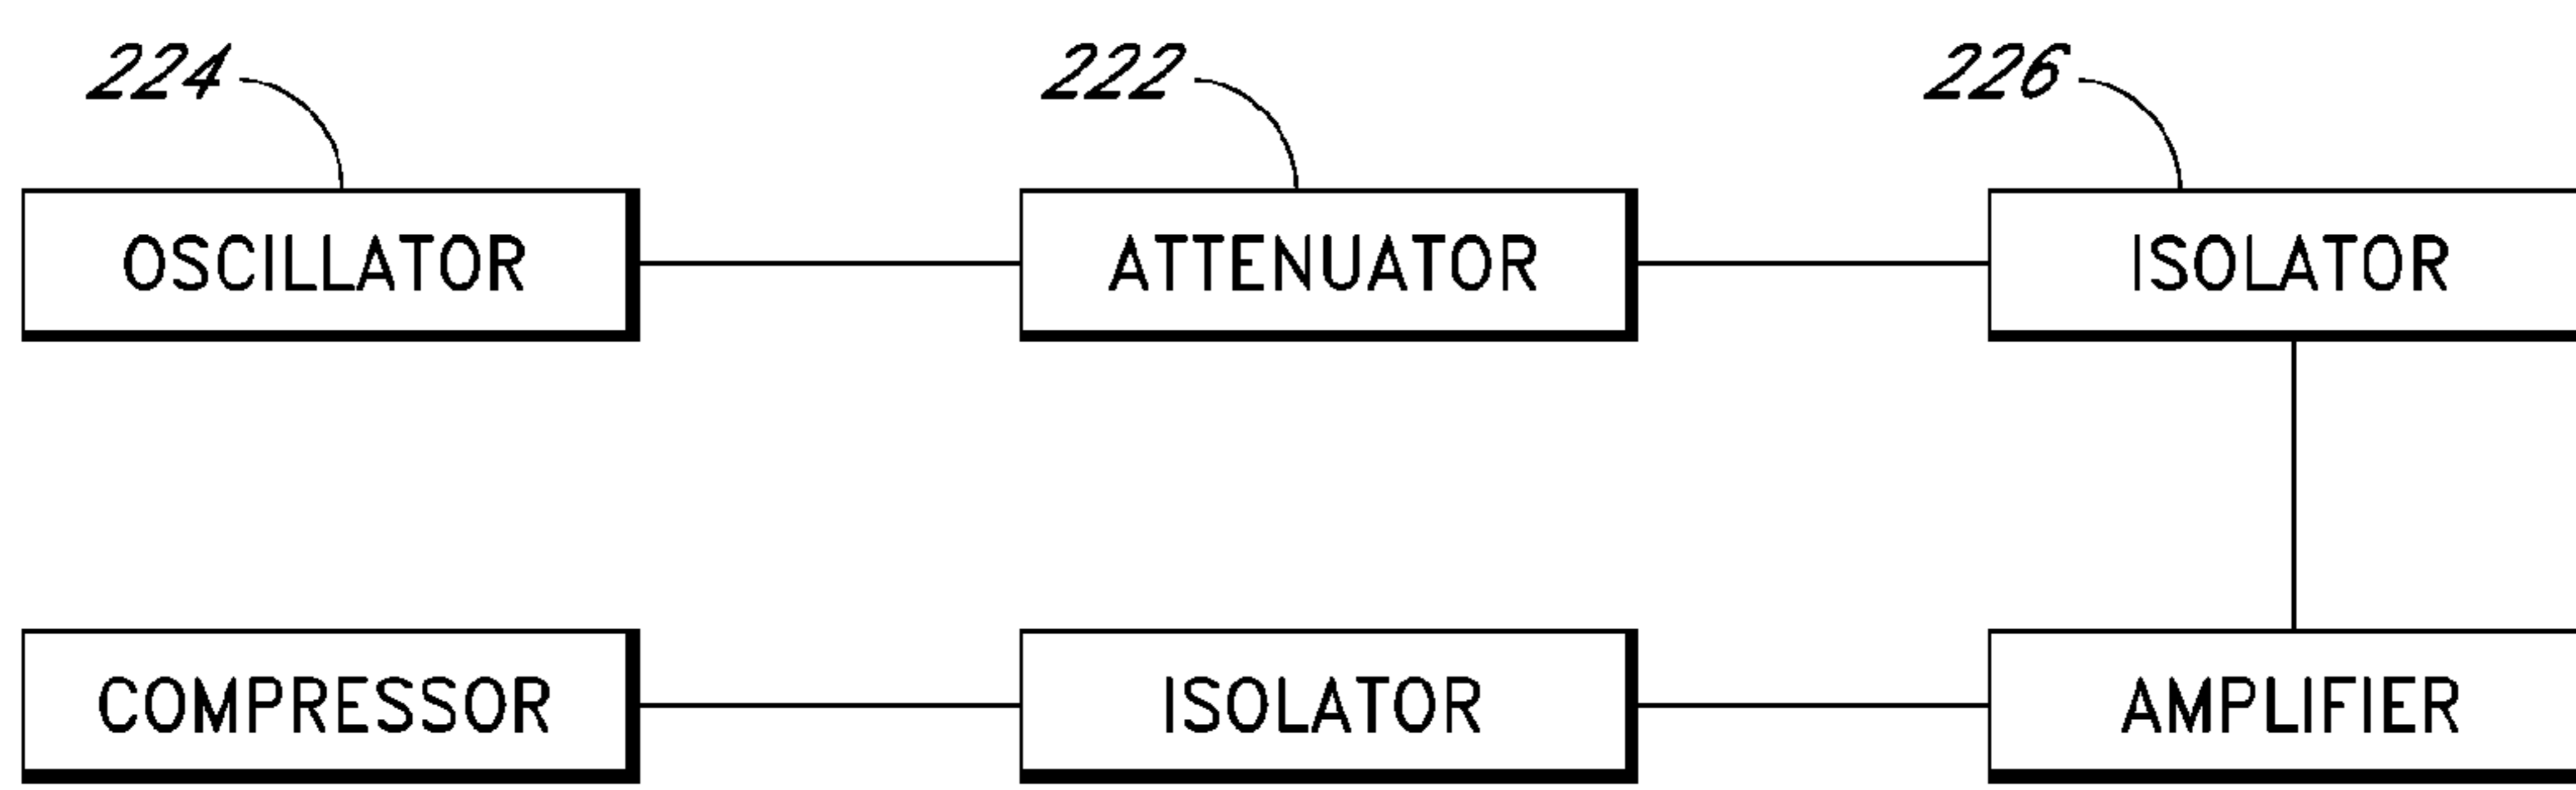 224 222 226
OSCILLATOR ATTENUATOR ISOLATOR
COMPRESSOR ISOLATOR AMPLIFIER